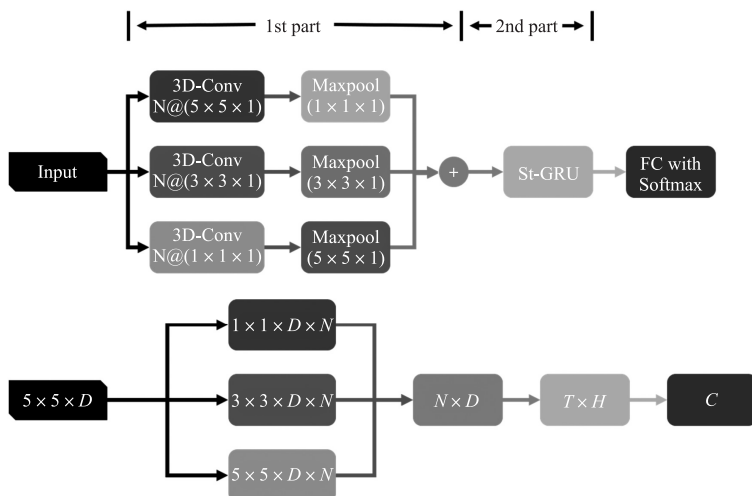 1st part
2nd part
3D-Conv
N@(5 × 5 × 1)
Maxpool
(1 × 1 × 1)
Input
3D-Conv
N@(3 × 3 × 1)
Maxpool
(3 × 3 × 1)
+
St-GRU
FC with
Softmax
3D-Conv
N@(1 × 1 × 1)
Maxpool
(5 × 5 × 1)
1 × 1 × D × N
5 × 5 × D
3 × 3 × D × N
N × D
T × H
C
5 × 5 × D × N